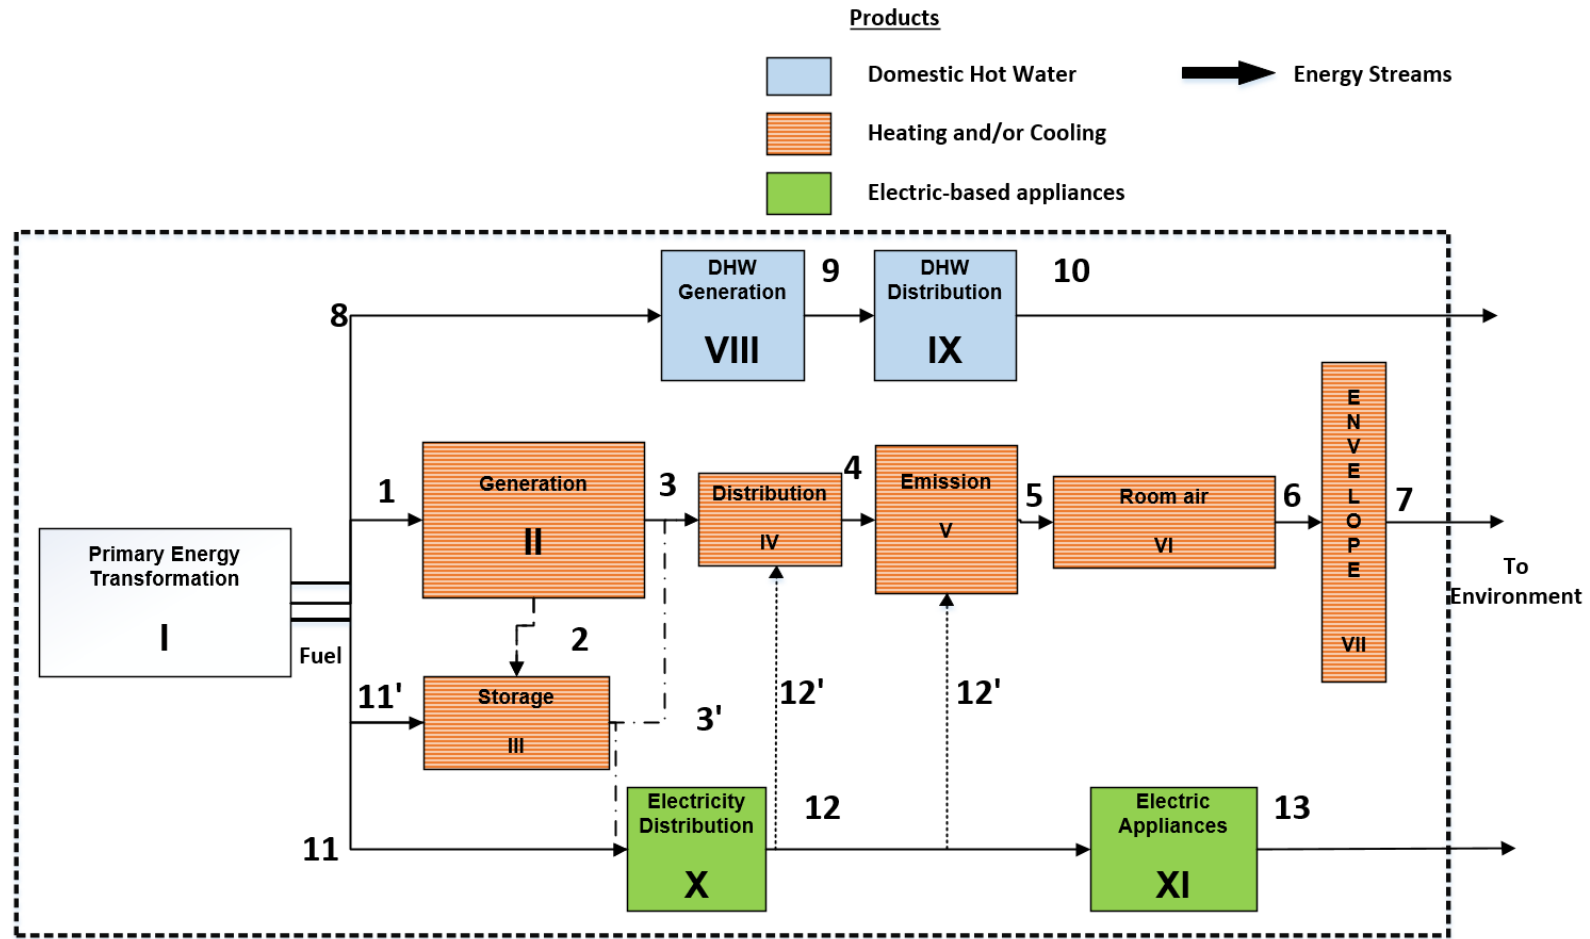 Products
Domestic Hot Water
Energy Streams
Heating and/or Cooling
Electric-based appliances
8
DHW
Generation
VIII
9
DHW
Distribution
IX
10
1
Generation
II
3
Distribution
IV
4
Emission
V
5
Room air
VI
6
E
N
V
E
L
O
P
E
VII
7
To
Environment
Primary Energy
Transformation
I
Fuel
2
11'
Storage
III
3'
12'
12'
11
Electricity
Distribution
X
12
Electric
Appliances
XI
13